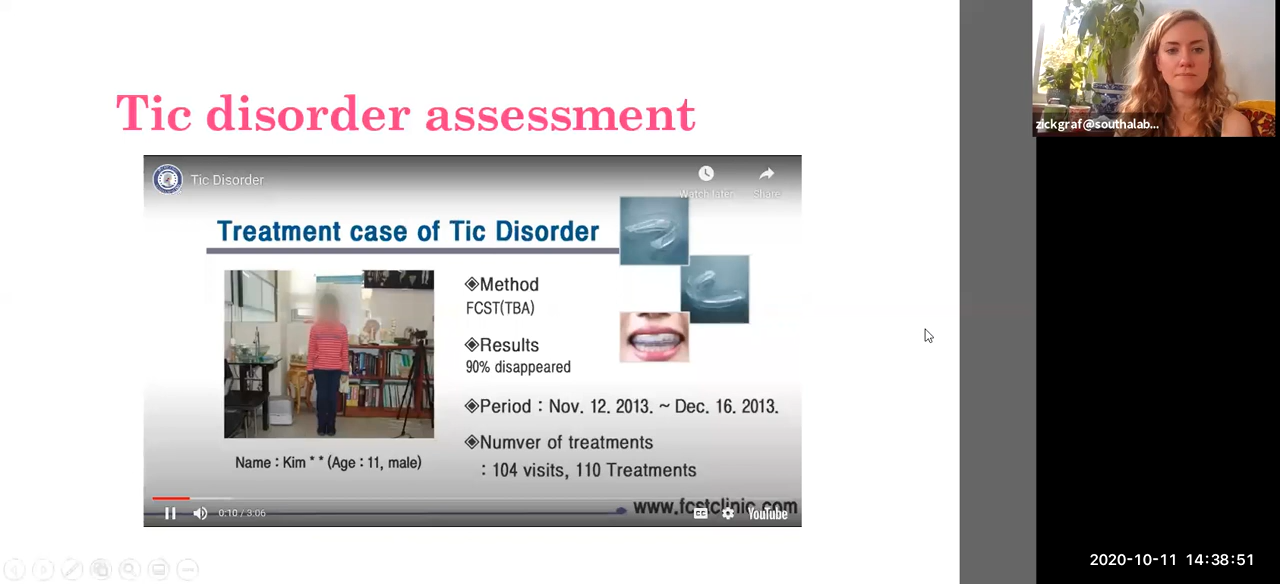 Tic disorder assessment
Tic Disorder
Watch later
Share
Treatment case of Tic Disorder
◈Method
FCST(TBA)
◈Results
90% disappeared
◈Period : Nov. 12. 2013. ~ Dec. 16. 2013.
◈Numver of treatments
: 104 visits, 110 Treatments
Name : Kim * * (Age : 11, male)
www.fcstclinic.com
0:10 / 3:06
CC
YouTube
zickgraf@southalab...
2020-10-11 14:38:51